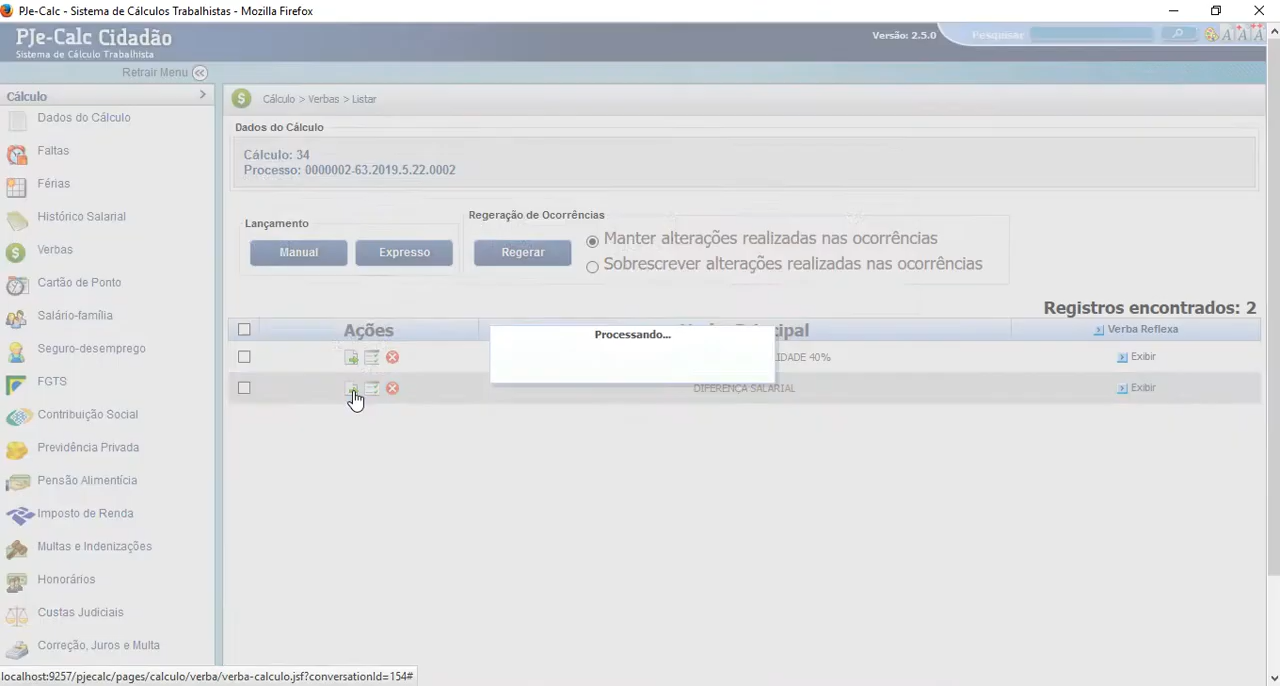 PJe-Calc - Sistema de Cálculos Trabalhistas - Mozilla Firefox
PJe-Calc Cidadão
Sistema de Cálculo Trabalhista
Versão: 2.5.0
Pesquisar
A A A
Retrair Menu
Cálculo
Dados do Cálculo
Faltas
Férias
Histórico Salarial
Verbas
Cartão de Ponto
Salário-família
Seguro-desemprego
FGTS
Contribuição Social
Previdência Privada
Pensão Alimentícia
Imposto de Renda
Multas e Indenizações
Honorários
Custas Judiciais
Correção, Juros e Multa
Cálculo > Verbas > Listar
Dados do Cálculo
Cálculo: 34
Processo: 0000002-63.2019.5.22.0002
Lançamento
Manual
Expresso
Regeração de Ocorrências
Regerar
Manter alterações realizadas nas ocorrências
Sobrescrever alterações realizadas nas ocorrências
Registros encontrados: 2
Ações
Verba Reflexa
Processando...
IDADE 40%
Exibir
DIFERENÇA SALARIAL
Exibir
localhost:9257/pjecalc/pages/calculo/verba/verba-calculo.jsf?conversationId=154#